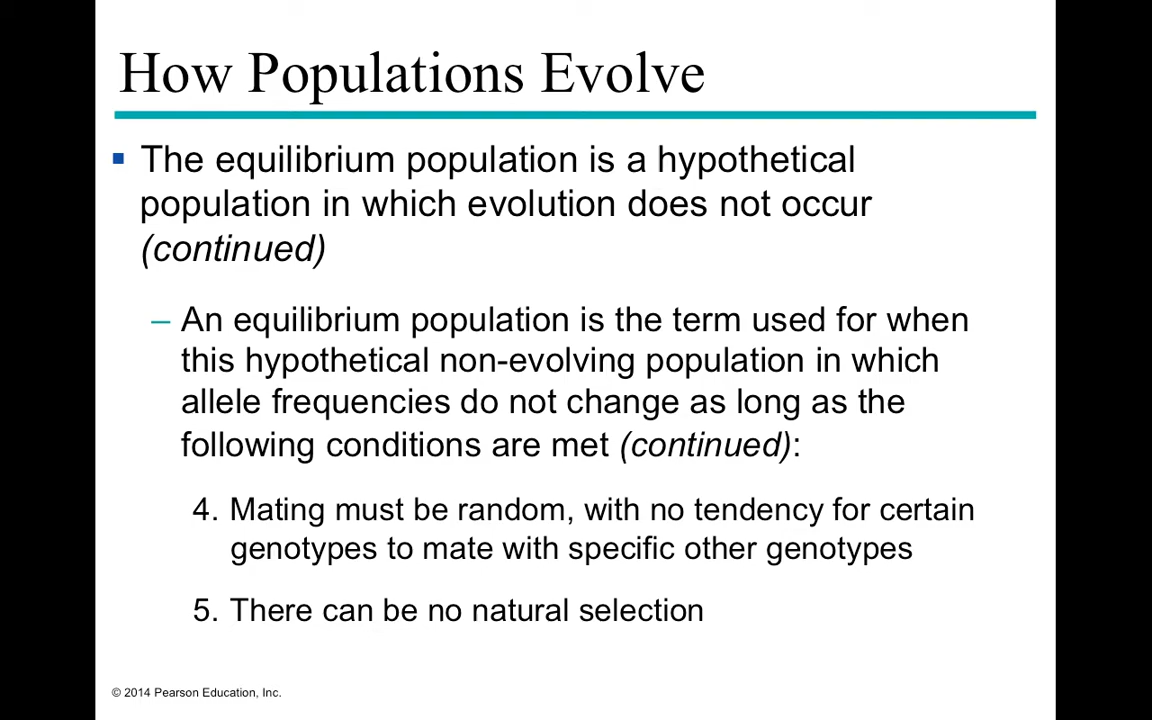 How Populations Evolve
The equilibrium population is a hypothetical
population in which evolution does not occur
(continued)
– An equilibrium population is the term used for when
this hypothetical non-evolving population in which
allele frequencies do not change as long as the
following conditions are met (continued):
4. Mating must be random, with no tendency for certain
genotypes to mate with specific other genotypes
5. There can be no natural selection
© 2014 Pearson Education, Inc.